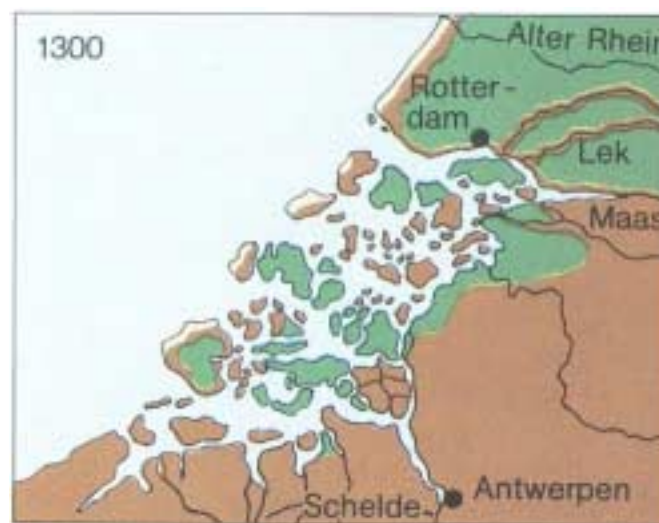 1300
Alter Rhein
Rotter-
dam
Lek
Maas
Antwerpen
Schelde